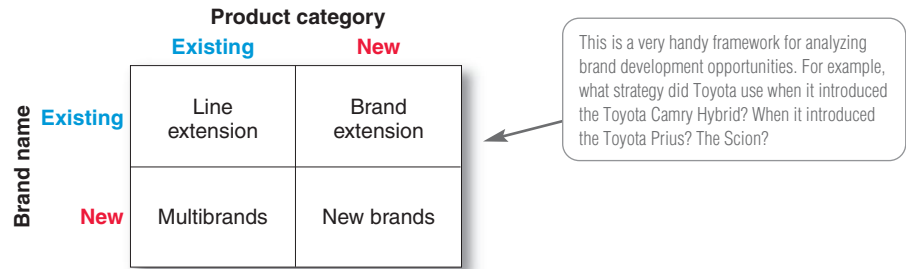 Product category
Existing New
This is a very handy framework for analyzing
brand development opportunities. For example,
what strategy did Toyota use when it introduced
the Toyota Camry Hybrid? When it introduced
the Toyota Prius? The Scion?
Brand name
Existing
Line
extension
Brand
extension
New
Multibrands
New brands